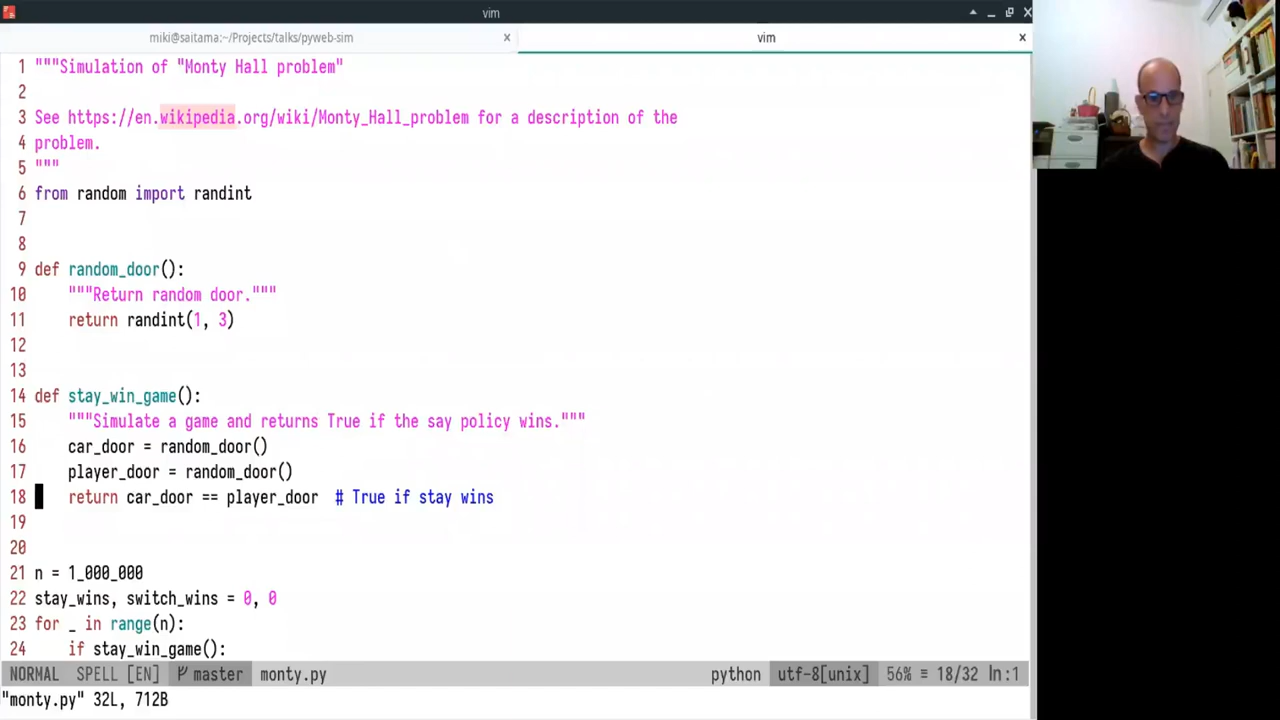 vim
miki@saitama:~/Projects/talks/pyweb-sim
vim
1 """Simulation of "Monty Hall problem"
2
3 See https://en.wikipedia.org/wiki/Monty_Hall_problem for a description of the
4 problem.
5 """
6 from random import randint
7
8
9 def random_door():
10     """Return random door."""
11     return randint(1, 3)
12
13
14 def stay_win_game():
15     """Simulate a game and returns True if the say policy wins."""
16     car_door = random_door()
17     player_door = random_door()
18     return car_door == player_door  # True if stay wins
19
20
21 n = 1_000_000
22 stay_wins, switch_wins = 0, 0
23 for _ in range(n):
24     if stay_win_game():
NORMAL SPELL [EN] master monty.py python utf-8[unix] 56% ≡ 18/32 ln:1
"monty.py" 32L, 712B